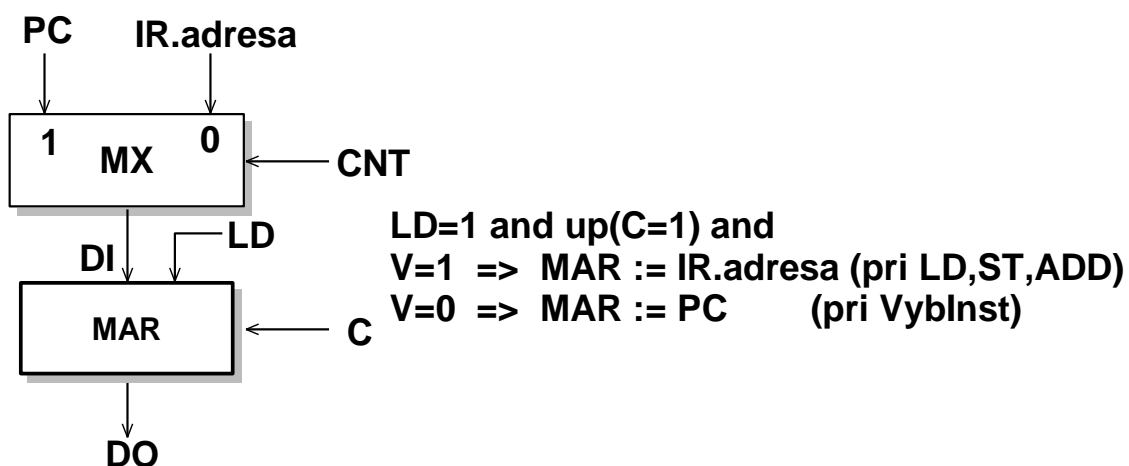 PC IR.adresa
1 MX 0
CNT
LD
DI
MAR
C
DO
LD=1 and up(C=1) and
V=1 => MAR := IR.adresa (pri LD,ST,ADD)
V=0 => MAR := PC (pri VybInst)